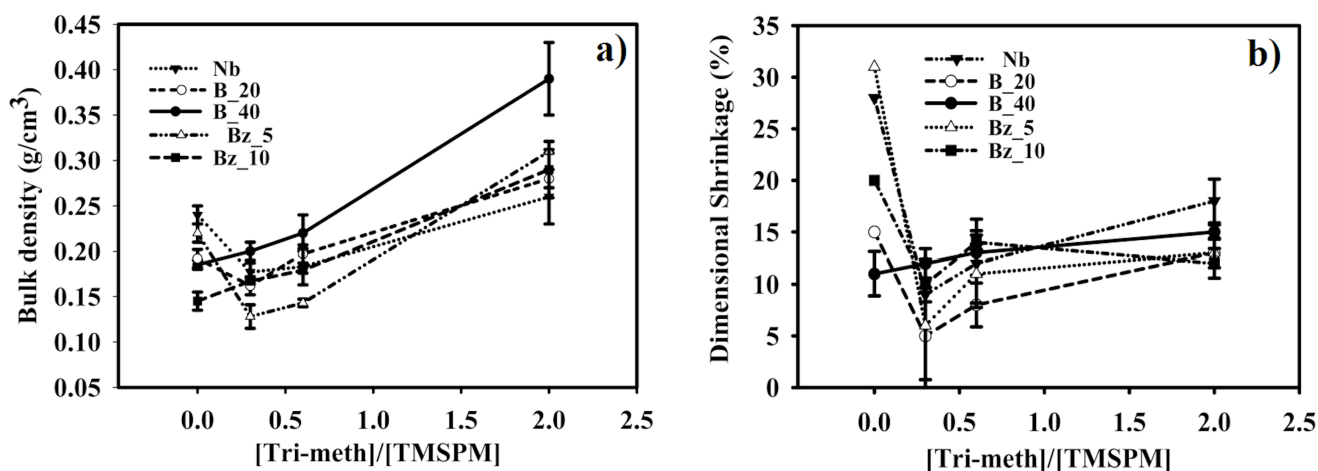 a)
Nb
B_20
B_40
Bz_5
Bz_10
Bulk density (g/cm³)
0.45
0.40
0.35
0.30
0.25
0.20
0.15
0.10
0.05
0.0 0.5 1.0 1.5 2.0 2.5
[Tri-meth]/[TMSPM]
b)
Nb
B_20
B_40
Bz_5
Bz_10
Dimensional Shrinkage (%)
35
30
25
20
15
10
5
0
0.0 0.5 1.0 1.5 2.0 2.5
[Tri-meth]/[TMSPM]